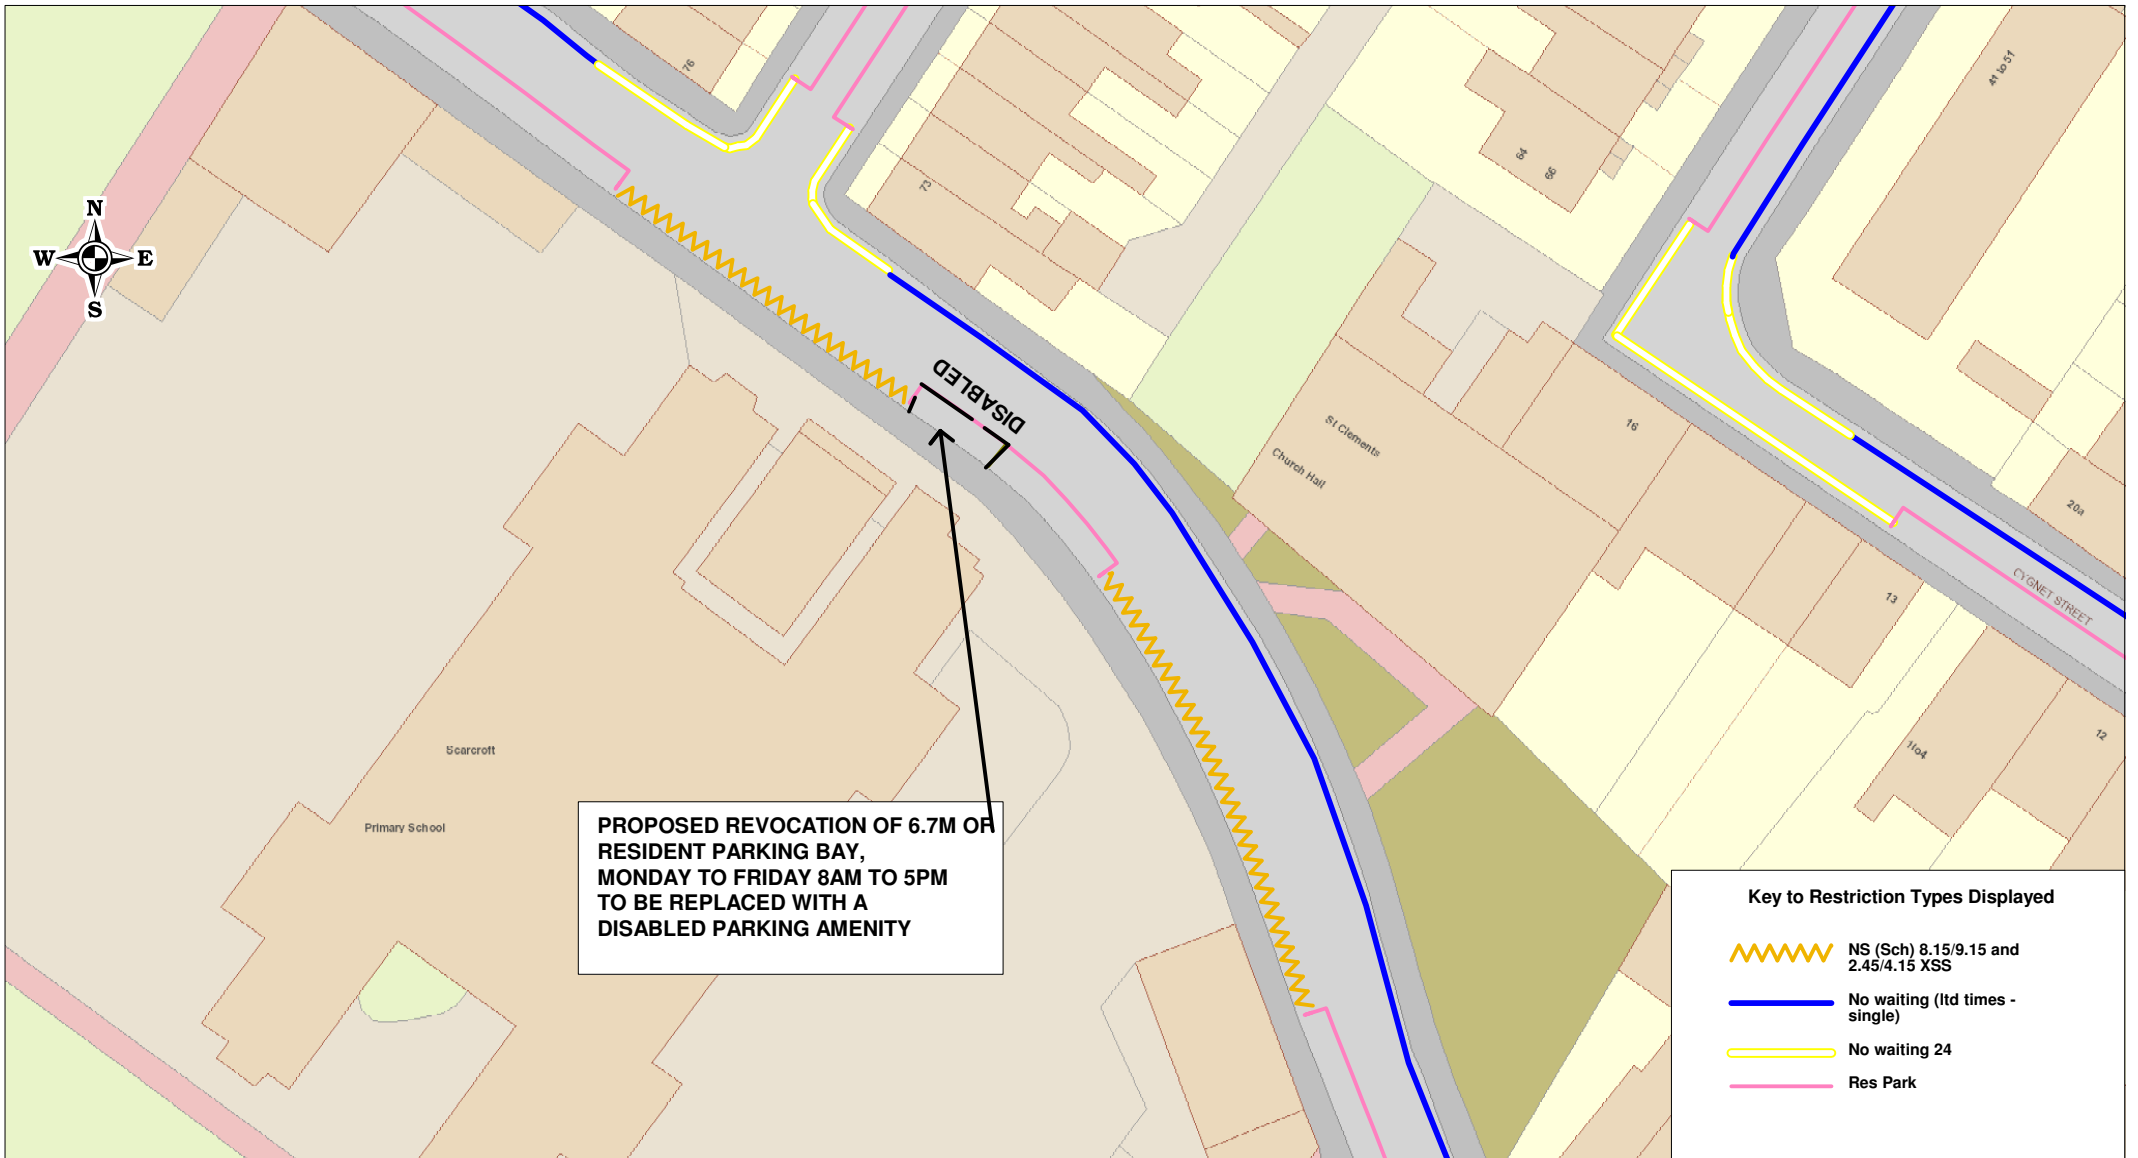 76
73
41 to 51
64
66
N
W
E
S
DISABLED
St Clements
Church Hall
16
20a
CYGNET STREET
13
12
1to4
Scarcroft
Primary School
PROPOSED REVOCATION OF 6.7M OF
RESIDENT PARKING BAY,
MONDAY TO FRIDAY 8AM TO 5PM
TO BE REPLACED WITH A
DISABLED PARKING AMENITY
Key to Restriction Types Displayed
NS (Sch) 8.15/9.15 and
2.45/4.15 XSS
No waiting (ltd times -
single)
No waiting 24
Res Park